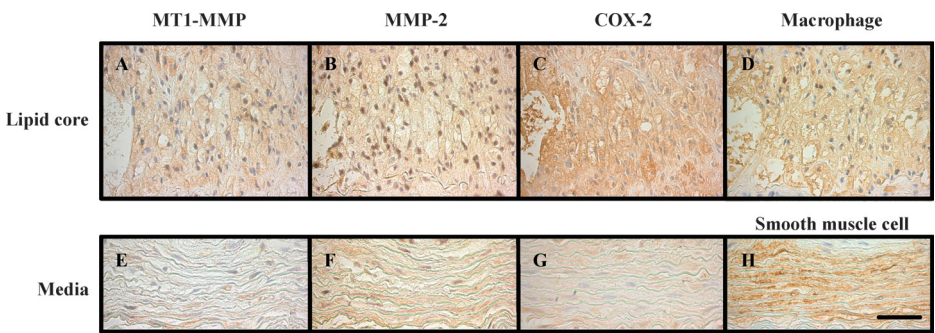 MT1-MMP MMP-2 COX-2 Macrophage
Lipid core A B C D
Smooth muscle cell
Media E F G H